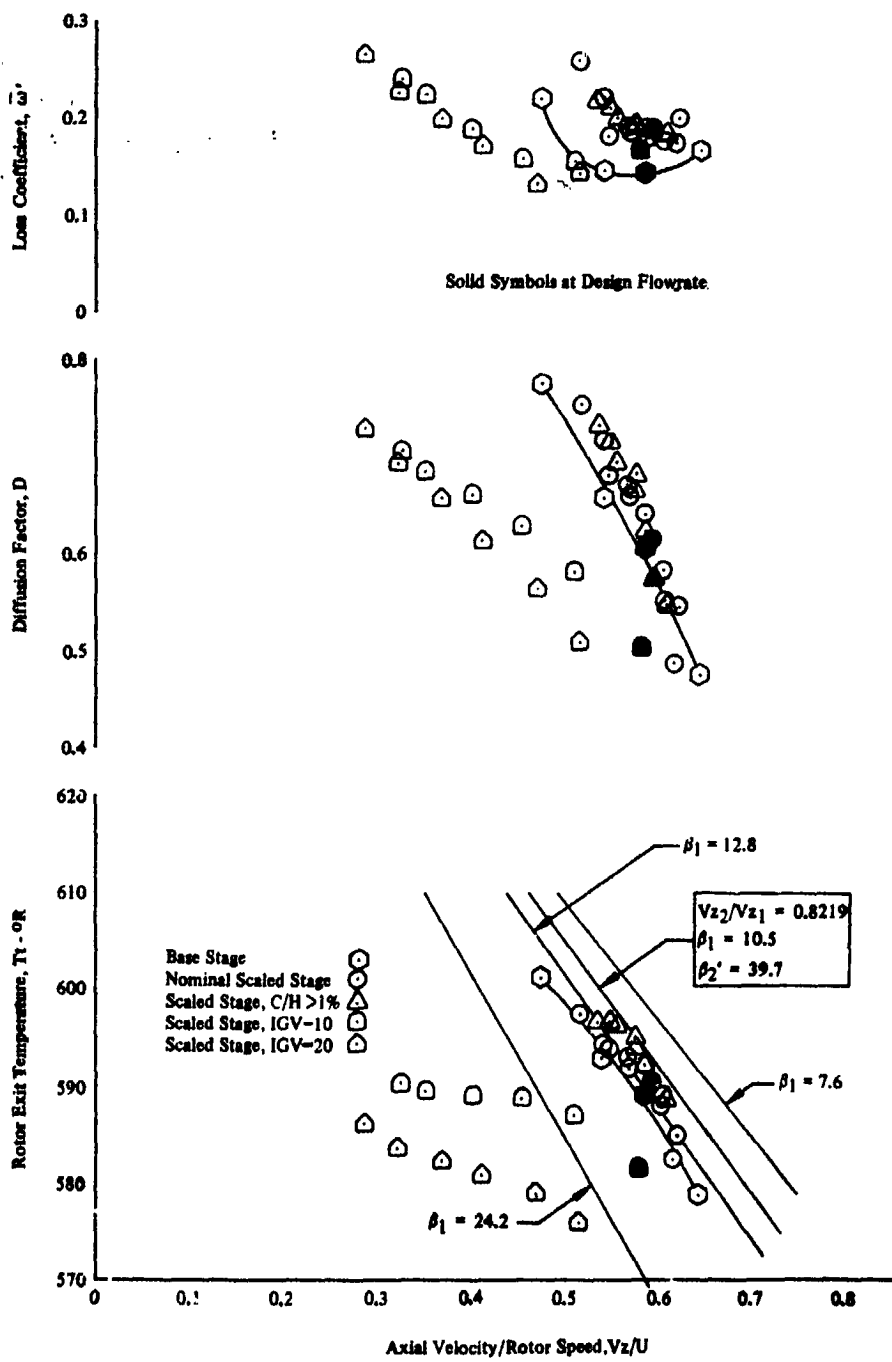 0.3
0.2
0.1
0
Loss Coefficient, ω̅'
Solid Symbols at Design Flowrate
0.8
0.6
0.5
0.4
Diffusion Factor, D
620
610
600
590
580
570
Rotor Exit Temperature, Tt - ºR
β1 = 12.8
Vz2/Vz1 = 0.8219
β1 = 10.5
β2' = 39.7
Base Stage
Nominal Scaled Stage
Scaled Stage, C/H >1%
Scaled Stage, IGV-10
Scaled Stage, IGV-20
β1 = 7.6
β1 = 24.2
0 0.1 0.2 0.3 0.4 0.5 0.6 0.7 0.8
Axial Velocity/Rotor Speed, Vz/U